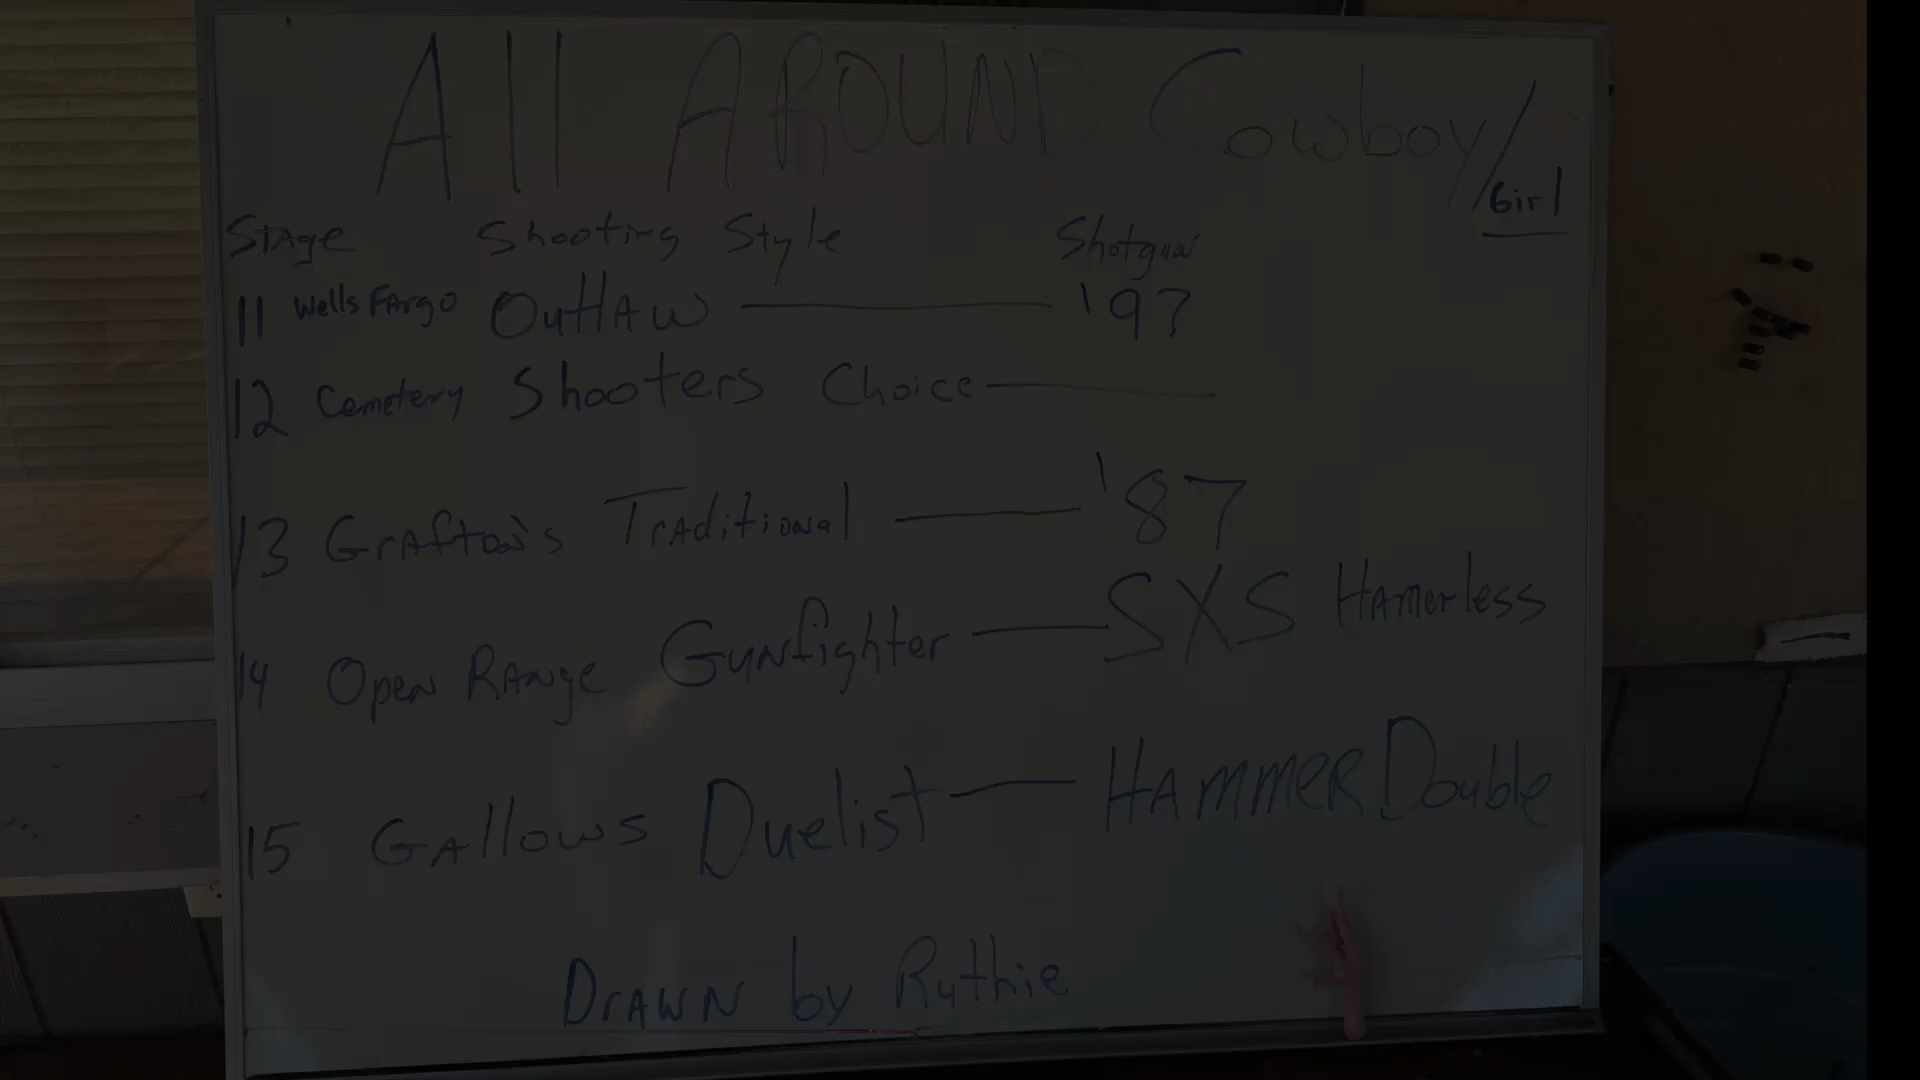 All AROUND Cowboy/Girl
Stage Shooting Style Shotgun
11 Wells Fargo OutlAw — '97
12 Cemetery Shooters Choice —
13 Grafton's Traditional — '87
14 Open Range Gunfighter — SXS Hamerless
15 Gallows Duelist — HAMMER Double
DRAWN by Ruthie